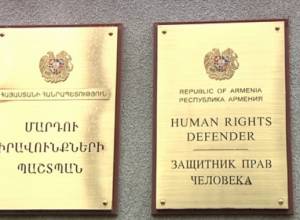 ՀԱՅԱՍՏԱՆԻ ՀԱՆՐԱՊԵՏՈՒԹՅՈՒՆ
ՄԱՐԴՈՒ
ԻՐԱՎՈՒՆՔՆԵՐԻ
ՊԱՇՏՊԱՆ
REPUBLIC OF ARMENIA
РЕСПУБЛИКА АРМЕНИЯ
HUMAN RIGHTS
DEFENDER
ЗАЩИТНИК ПРАВ
ЧЕЛОВЕКА